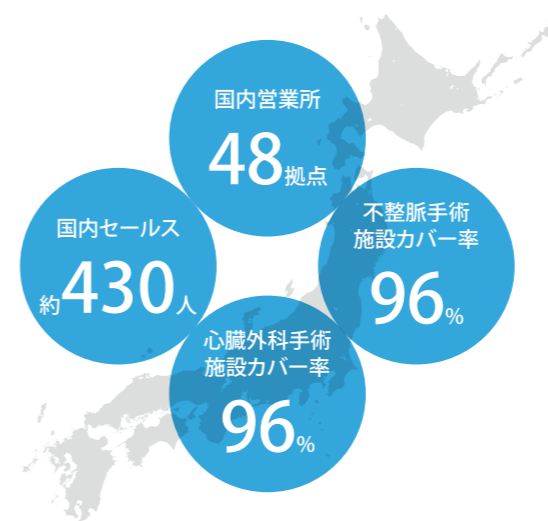 国内営業所
48拠点
国内セールス
約430人
不整脈手術
施設カバー率
96%
心臓外科手術
施設カバー率
96%